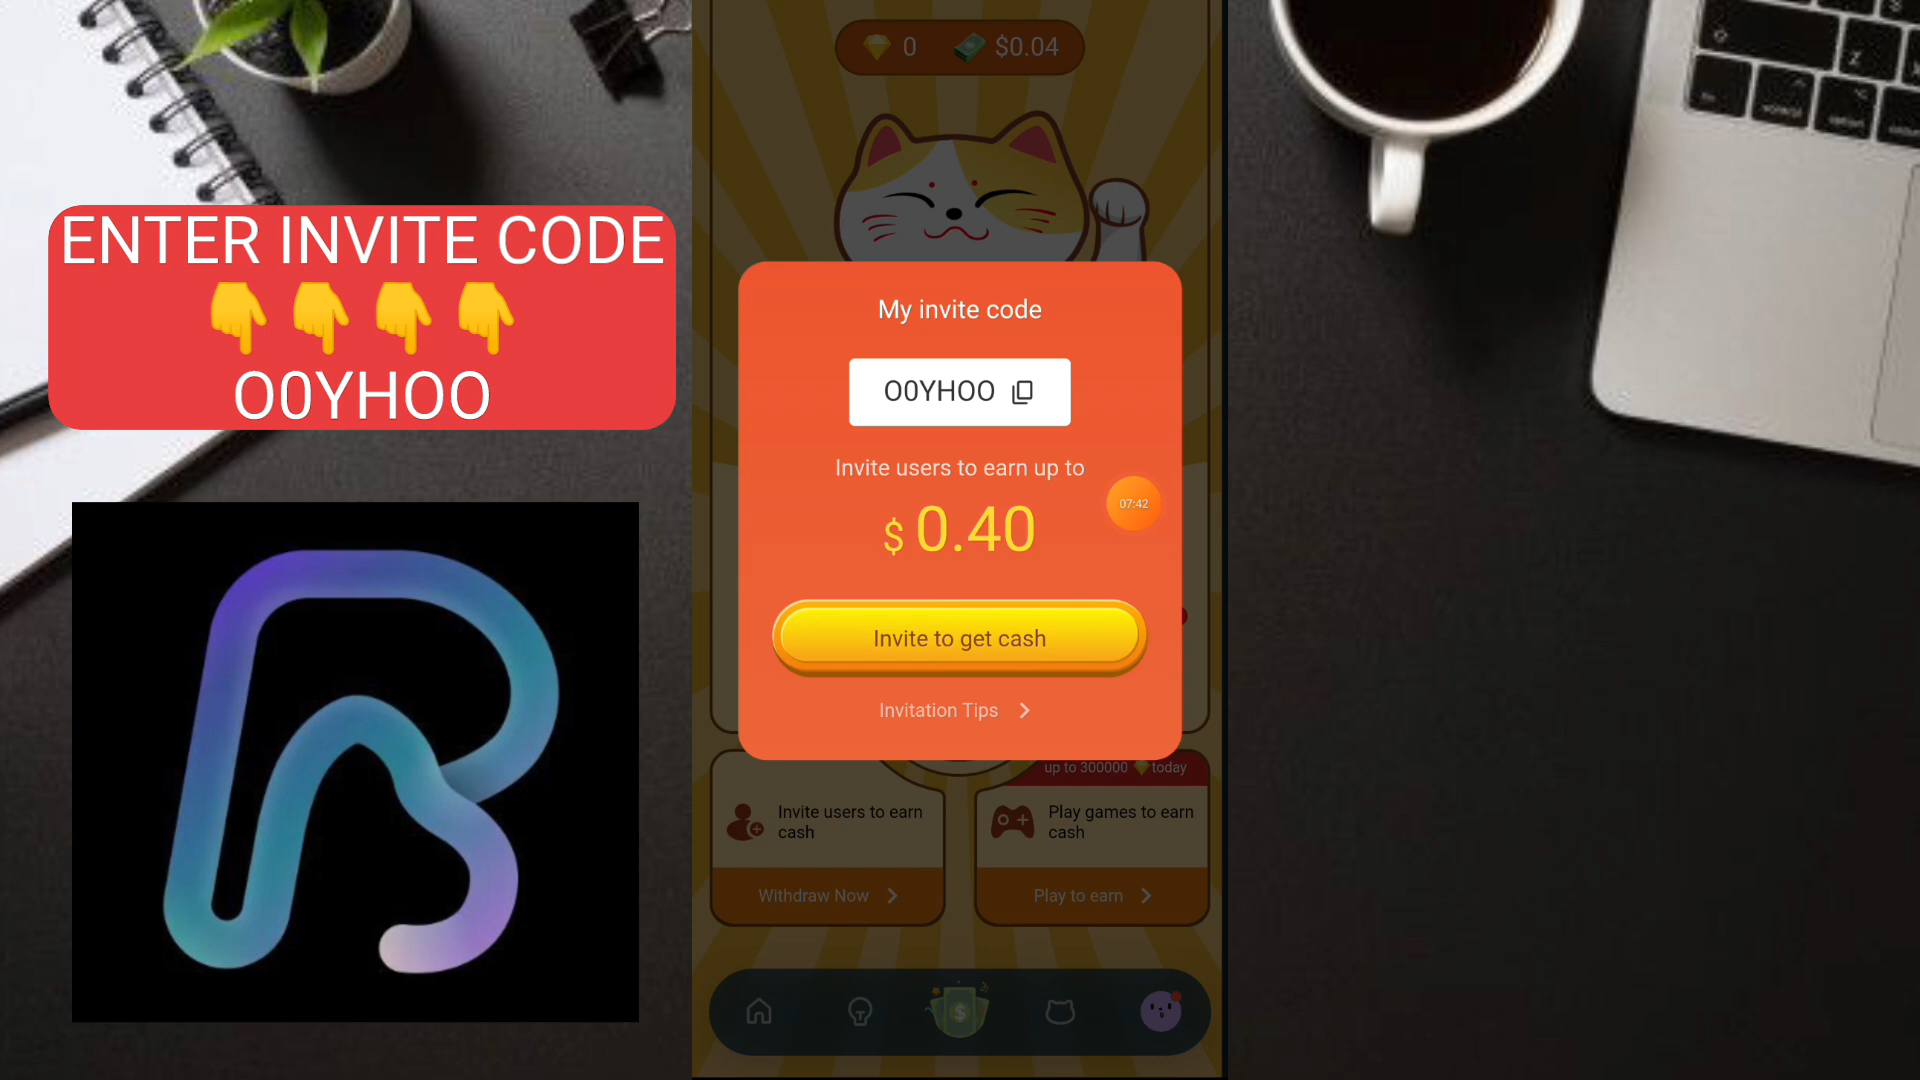 ENTER INVITE CODE
👇👇👇👇
O0YHOO
0 $0.04
My invite code
O0YHOO
Invite users to earn up to
$ 0.40
07:42
Invite to get cash
Invitation Tips
up to 300000 today
Invite users to earn
cash
Play games to earn
cash
Withdraw Now
Play to earn
Z
control
option